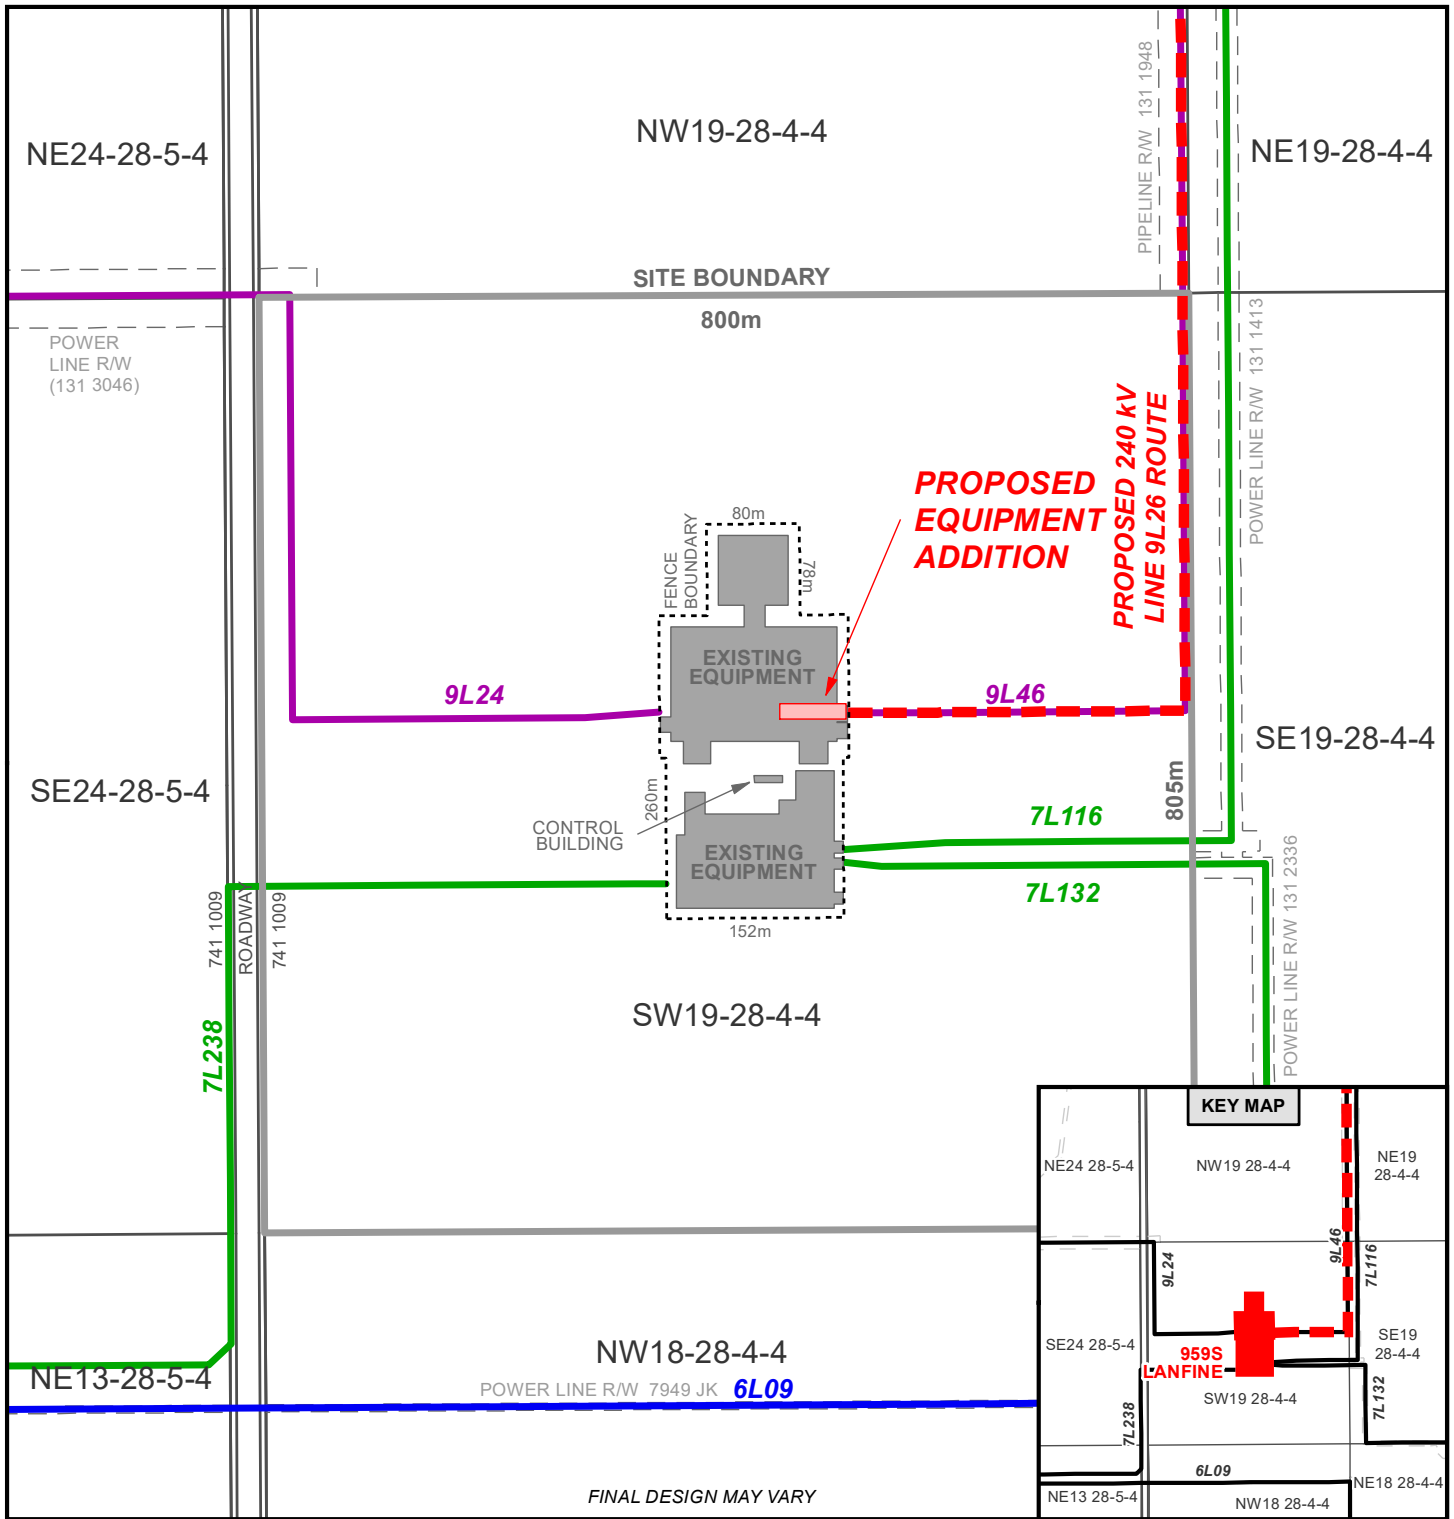 NW19-28-4-4
NE24-28-5-4
NE19-28-4-4
PIPELINE R/W 131 1948
SITE BOUNDARY
800m
POWER
LINE R/W
(131 3046)
POWER LINE R/W 131 1413
PROPOSED 240 kV
LINE 9L26 ROUTE
PROPOSED
EQUIPMENT
ADDITION
80m
78m
FENCE
BOUNDARY
EXISTING
EQUIPMENT
9L24
9L46
SE19-28-4-4
SE24-28-5-4
805m
260m
CONTROL
BUILDING
7L116
EXISTING
EQUIPMENT
7L132
152m
741 1009
ROADWAY
741 1009
POWER LINE R/W 131 2336
SW19-28-4-4
7L238
NW18-28-4-4
NE13-28-5-4
POWER LINE R/W 7949 JK
6L09
FINAL DESIGN MAY VARY
KEY MAP
NE24 28-5-4
NW19 28-4-4
NE19
28-4-4
9L46
7L116
9L24
SE24 28-5-4
SE19
28-4-4
959S
LANFINE
SW19 28-4-4
7L132
7L238
6L09
NE13 28-5-4
NW18 28-4-4
NE18 28-4-4